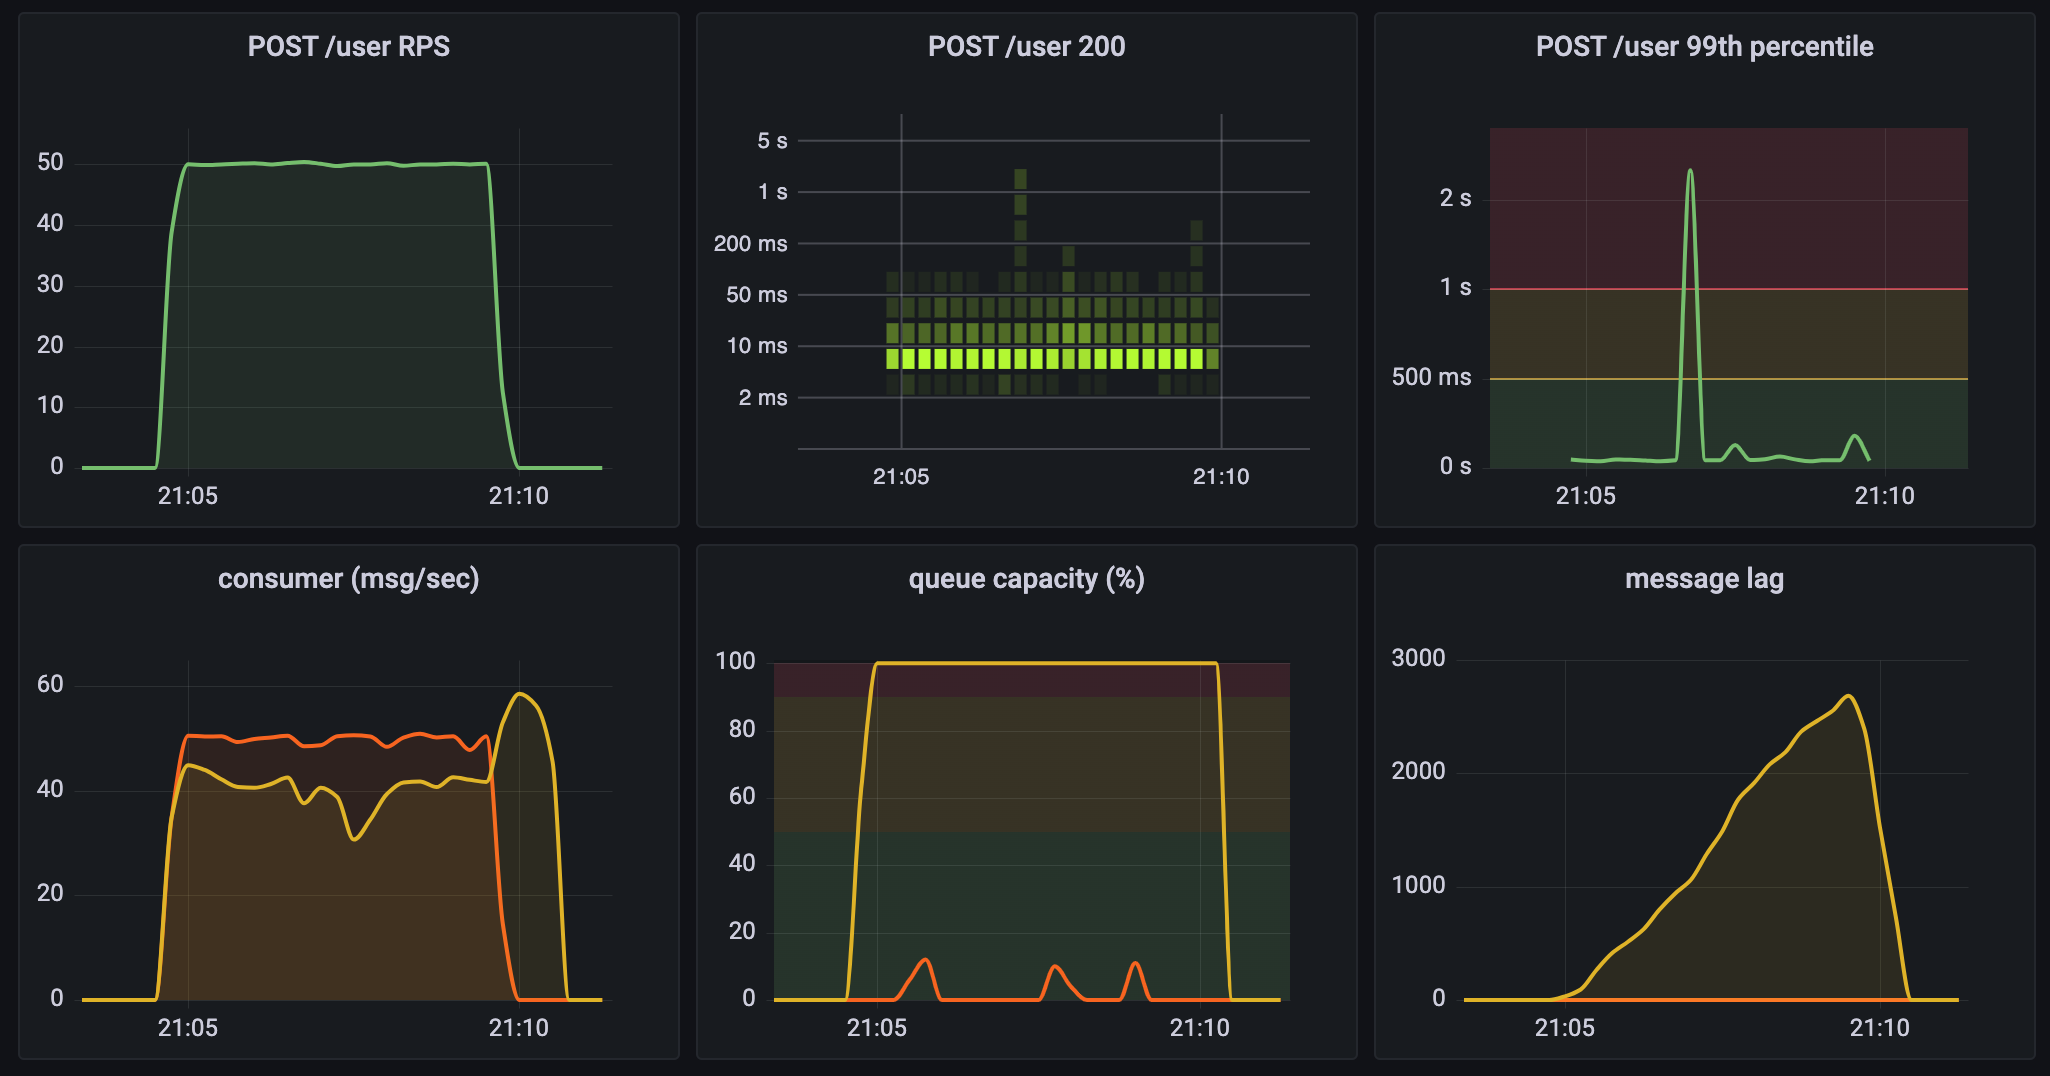 POST /user RPS
50
40
30
20
10
0
21:05 21:10
POST /user 200
5 s
1 s
200 ms
50 ms
10 ms
2 ms
21:05 21:10
POST /user 99th percentile
2 s
1 s
500 ms
0 s
21:05 21:10
consumer (msg/sec)
60
40
20
0
21:05 21:10
queue capacity (%)
100
80
60
40
20
0
21:05 21:10
message lag
3000
2000
1000
0
21:05 21:10